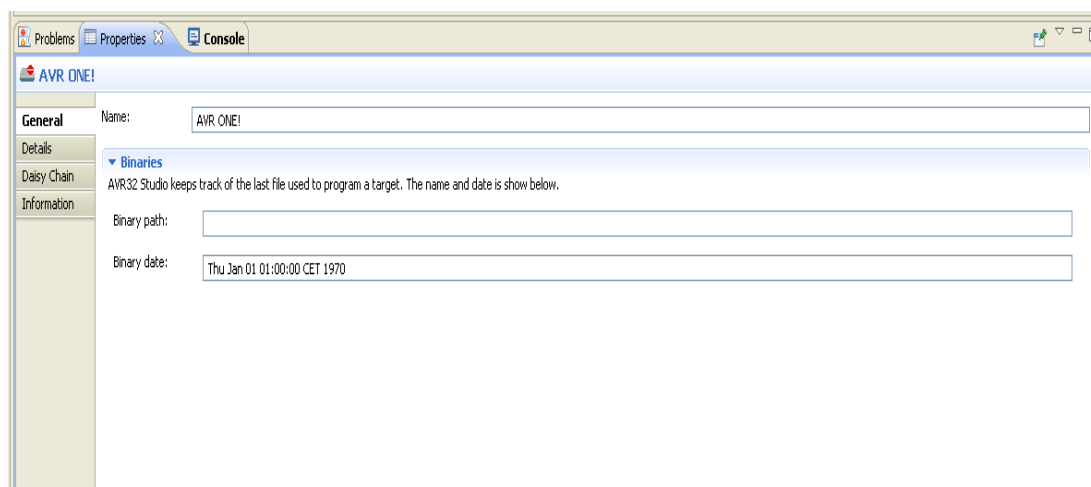 Problems Properties Console
AVR ONE!
General
Name: AVR ONE!
Details
Binaries
Daisy Chain
AVR32 Studio keeps track of the last file used to program a target. The name and date is show below.
Information
Binary path:
Binary date: Thu Jan 01 01:00:00 CET 1970